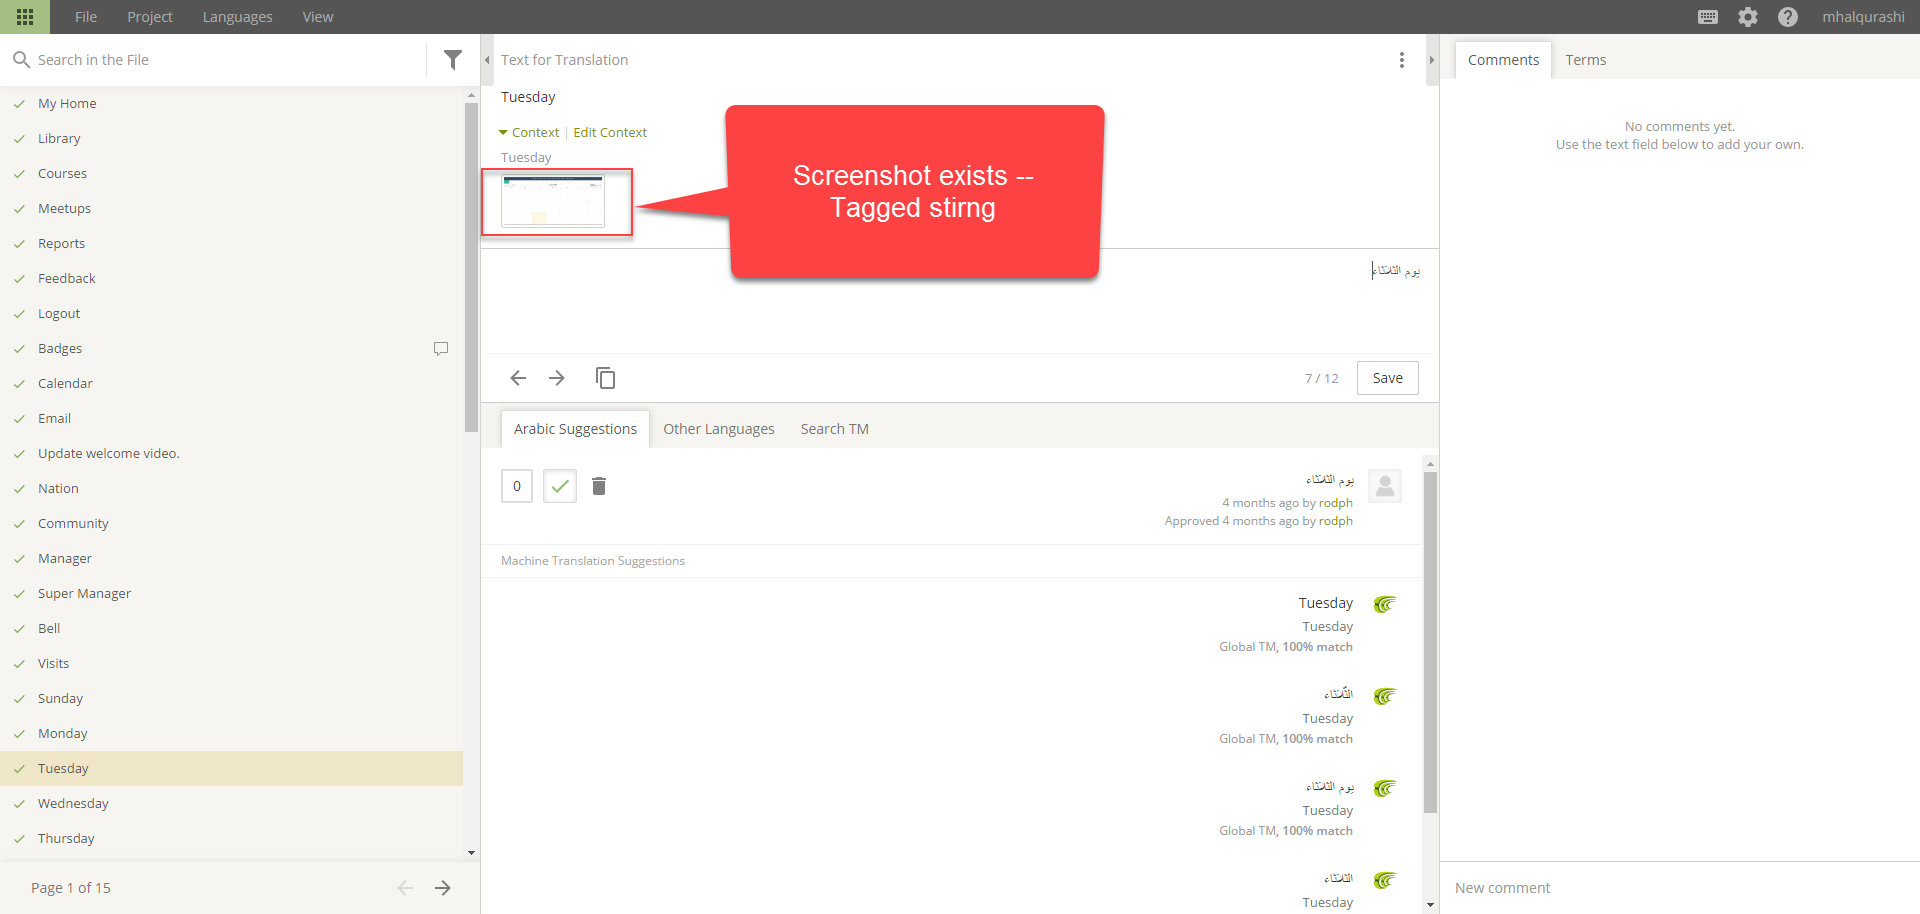 File Project Languages View mhalqurashi
Search in the File
My Home
Library
Courses
Meetups
Reports
Feedback
Logout
Badges
Calendar
Email
Update welcome video.
Nation
Community
Manager
Super Manager
Bell
Visits
Sunday
Monday
Tuesday
Wednesday
Thursday
Page 1 of 15
Text for Translation
Tuesday
Context | Edit Context
Tuesday
Screenshot exists --
Tagged stirng
يوم الثلاثاء
7 / 12 Save
Arabic Suggestions Other Languages Search TM
0
يوم الثلاثاء
4 months ago by rodph
Approved 4 months ago by rodph
Machine Translation Suggestions
Tuesday
Tuesday
Global TM, 100% match
الثّلاثاء
Tuesday
Global TM, 100% match
يوم الثلاثاء
Tuesday
Global TM, 100% match
الثلاثاء
Tuesday
Comments Terms
No comments yet.
Use the text field below to add your own.
New comment